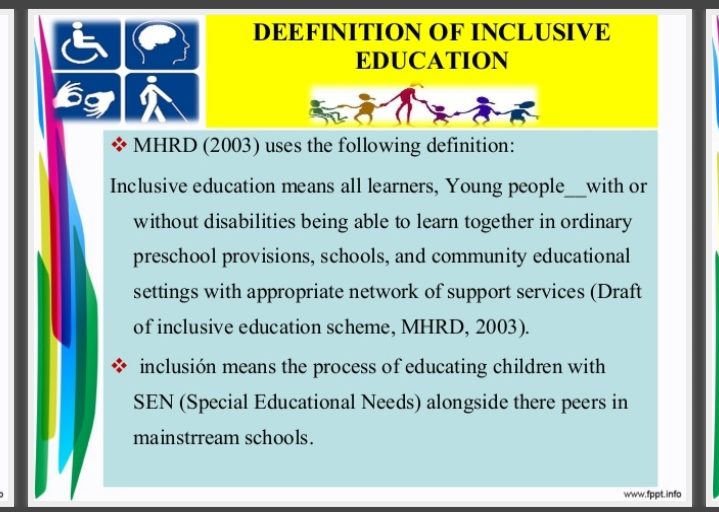 DEEFINITION OF INCLUSIVE
EDUCATION
❖ MHRD (2003) uses the following definition:
Inclusive education means all learners, Young people__with or
without disabilities being able to learn together in ordinary
preschool provisions, schools, and community educational
settings with appropriate network of support services (Draft
of inclusive education scheme, MHRD, 2003).
❖ inclusión means the process of educating children with
SEN (Special Educational Needs) alongside there peers in
mainstrream schools.
www.fppt.info